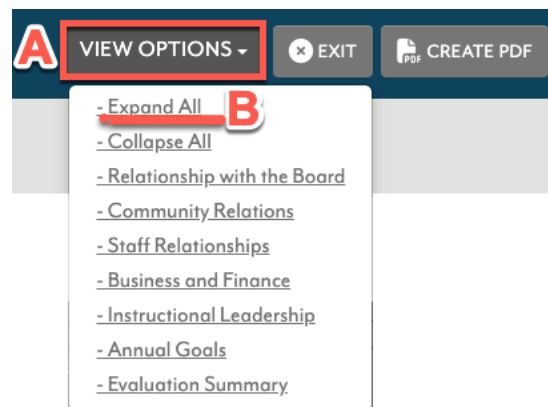 A VIEW OPTIONS EXIT PDF CREATE PDF
- Expand All B
- Collapse All
- Relationship with the Board
- Community Relations
- Staff Relationships
- Business and Finance
- Instructional Leadership
- Annual Goals
- Evaluation Summary